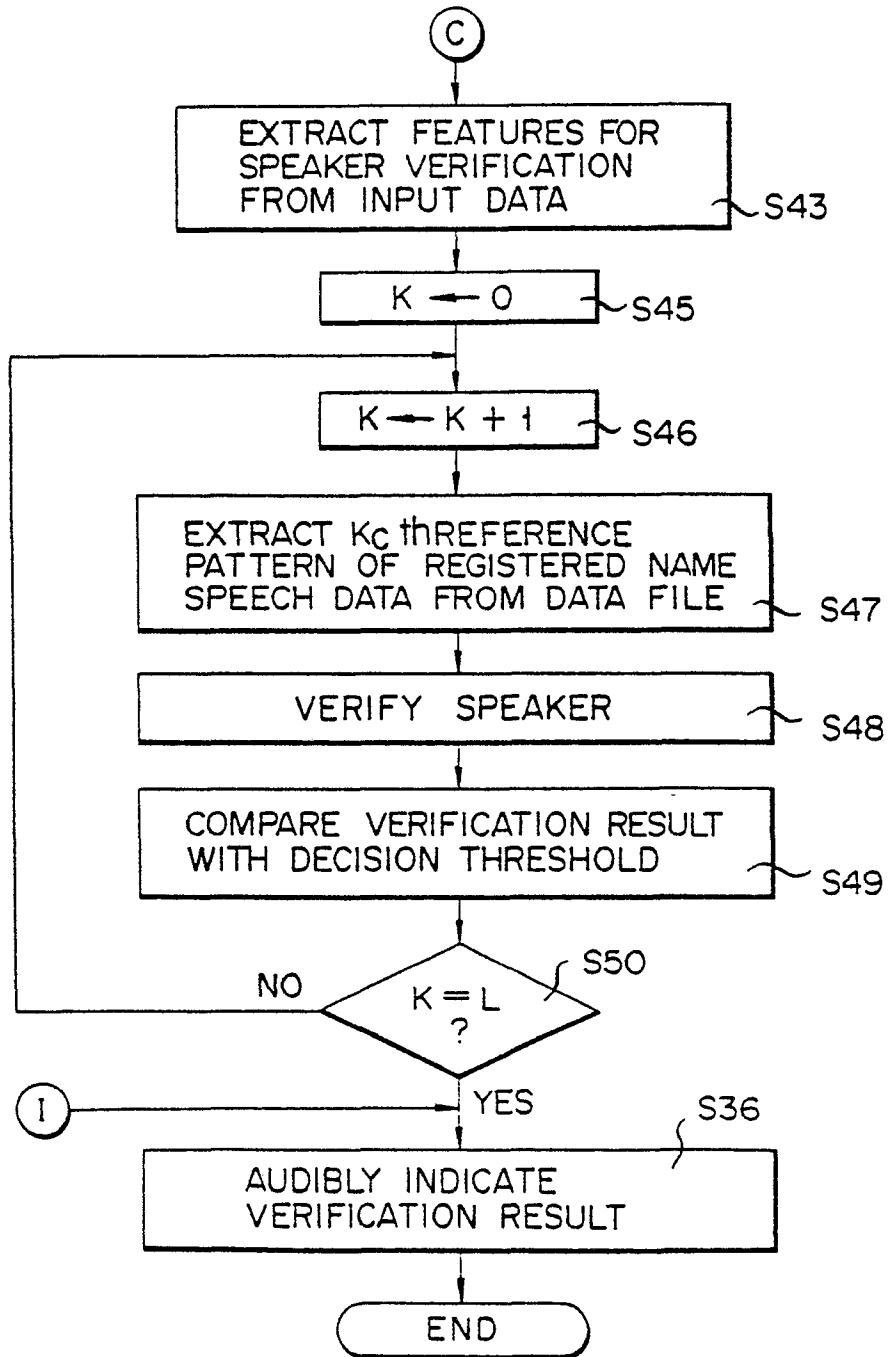 C
EXTRACT FEATURES FOR
SPEAKER VERIFICATION
FROM INPUT DATA
S43
K ← 0
S45
K ← K + 1
S46
EXTRACT Kc th REFERENCE
PATTERN OF REGISTERED NAME
SPEECH DATA FROM DATA FILE
S47
VERIFY SPEAKER
S48
COMPARE VERIFICATION RESULT
WITH DECISION THRESHOLD
S49
S50
NO
K = L
?
I
YES
S36
AUDIBLY INDICATE
VERIFICATION RESULT
END